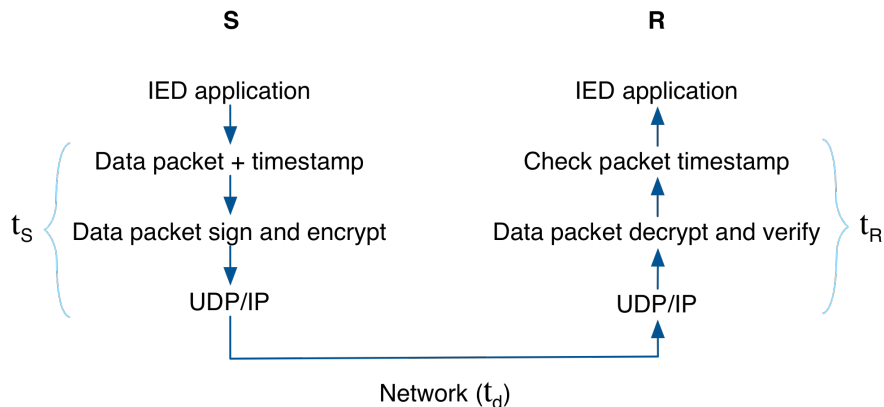 S
R
IED application
IED application
Data packet + timestamp
Check packet timestamp
tS
Data packet sign and encrypt
Data packet decrypt and verify
tR
UDP/IP
UDP/IP
Network (td)